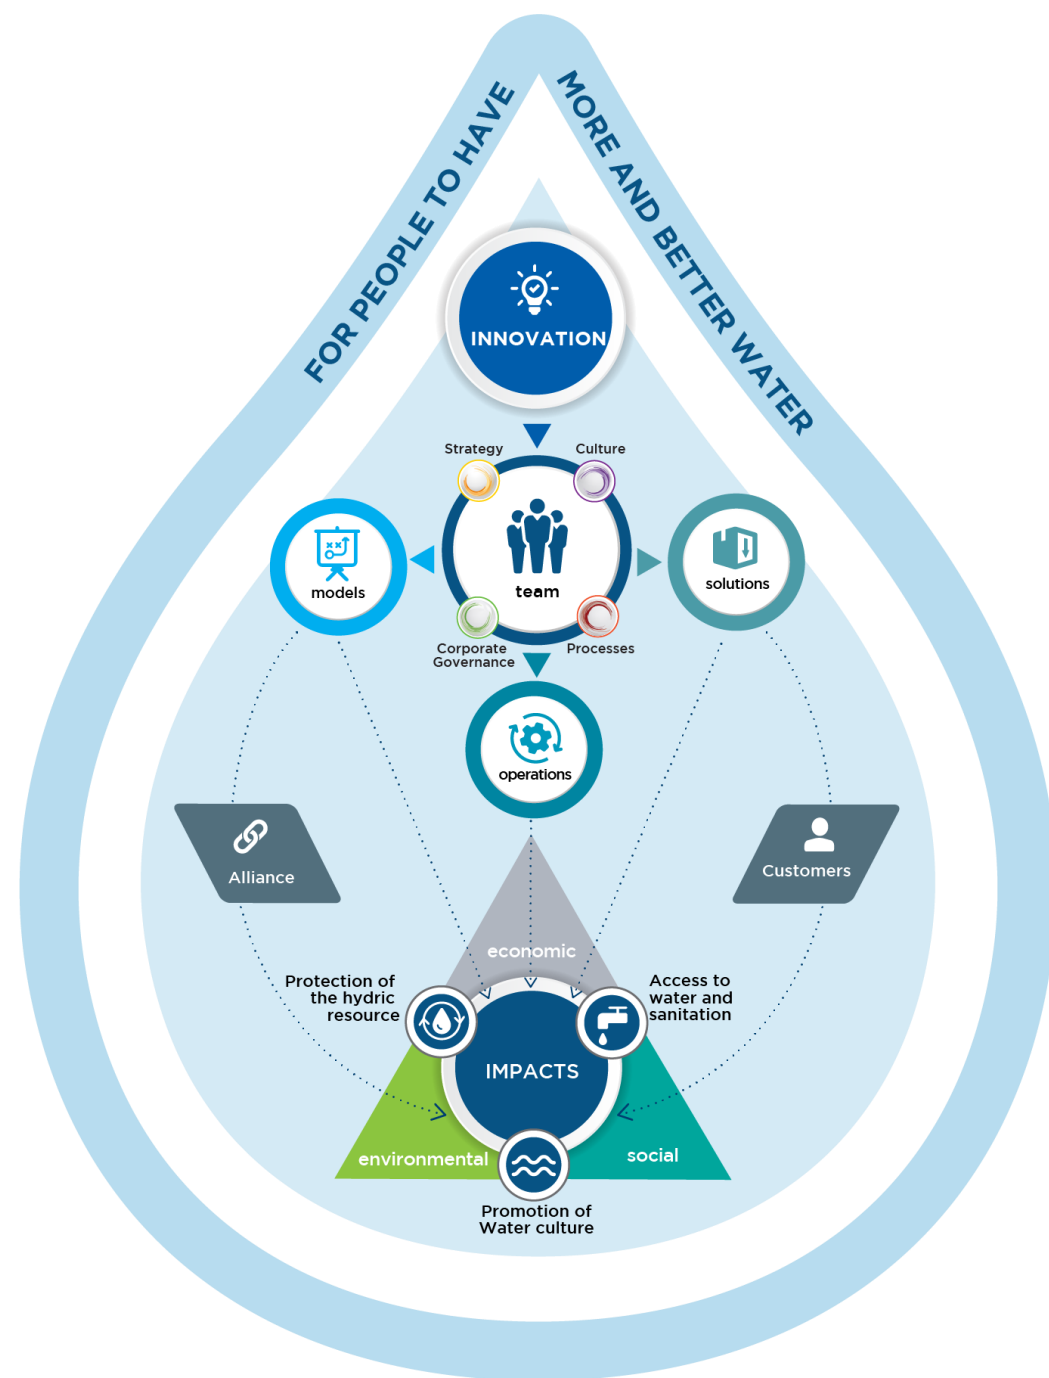 FOR PEOPLE TO HAVE
MORE AND BETTER WATER
INNOVATION
Strategy
Culture
models
team
solutions
Corporate
Governance
Processes
operations
Alliance
Customers
economic
Protection of
the hydric
resource
Access to
water and
sanitation
IMPACTS
environmental
social
Promotion of
Water culture